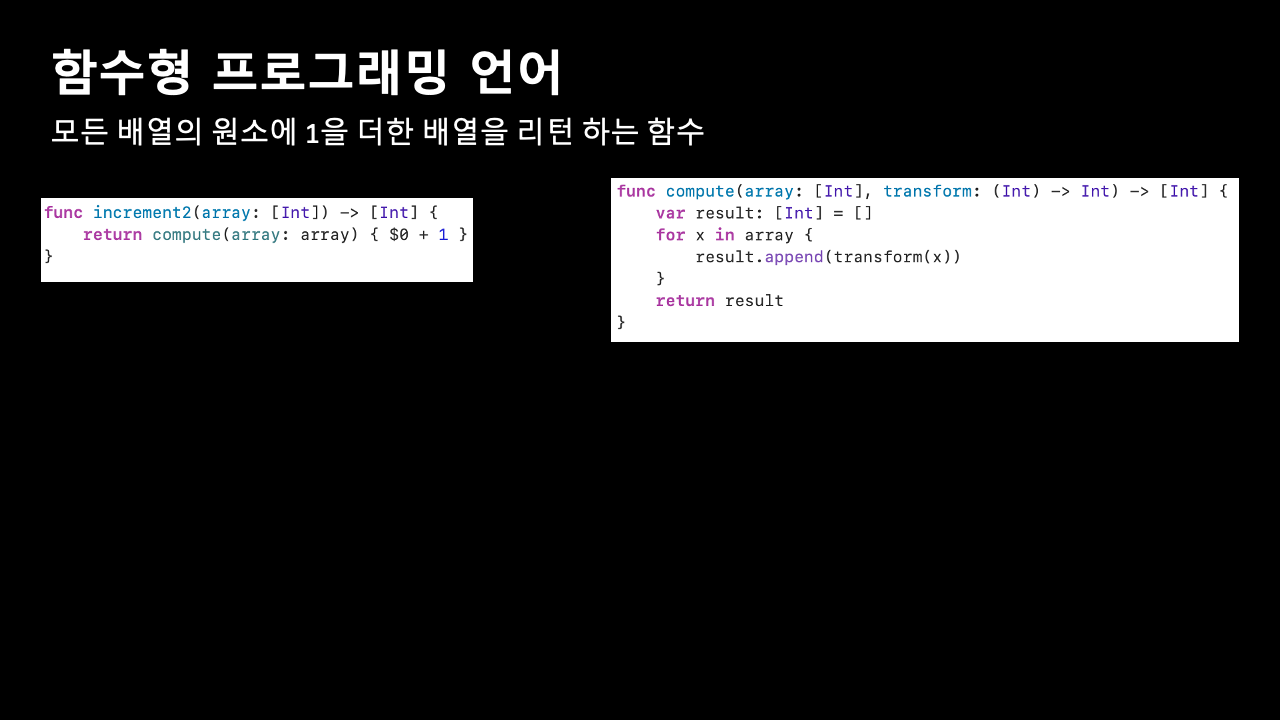 함수형 프로그래밍 언어
모든 배열의 원소에 1을 더한 배열을 리턴 하는 함수
func increment2(array: [Int]) -> [Int] {
    return compute(array: array) { $0 + 1 }
}
func compute(array: [Int], transform: (Int) -> Int) -> [Int] {
    var result: [Int] = []
    for x in array {
        result.append(transform(x))
    }
    return result
}